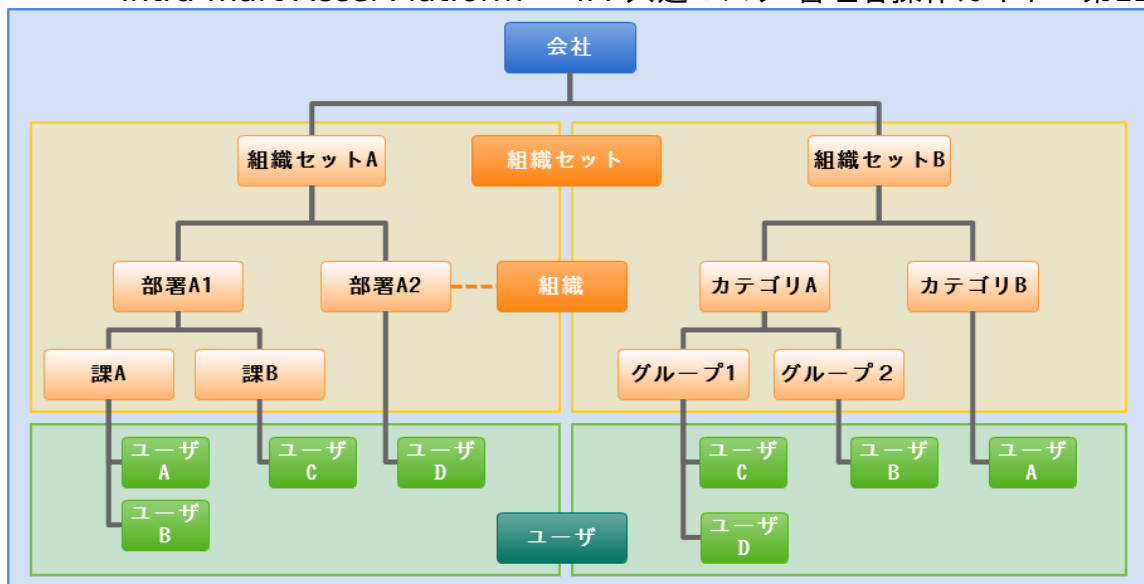 会社
組織セットA
組織セット
組織セットB
部署A1
部署A2
組織
カテゴリA
カテゴリB
課A
課B
グループ1
グループ２
ユーザ
A
ユーザ
C
ユーザ
D
ユーザ
C
ユーザ
B
ユーザ
A
ユーザ
B
ユーザ
ユーザ
D